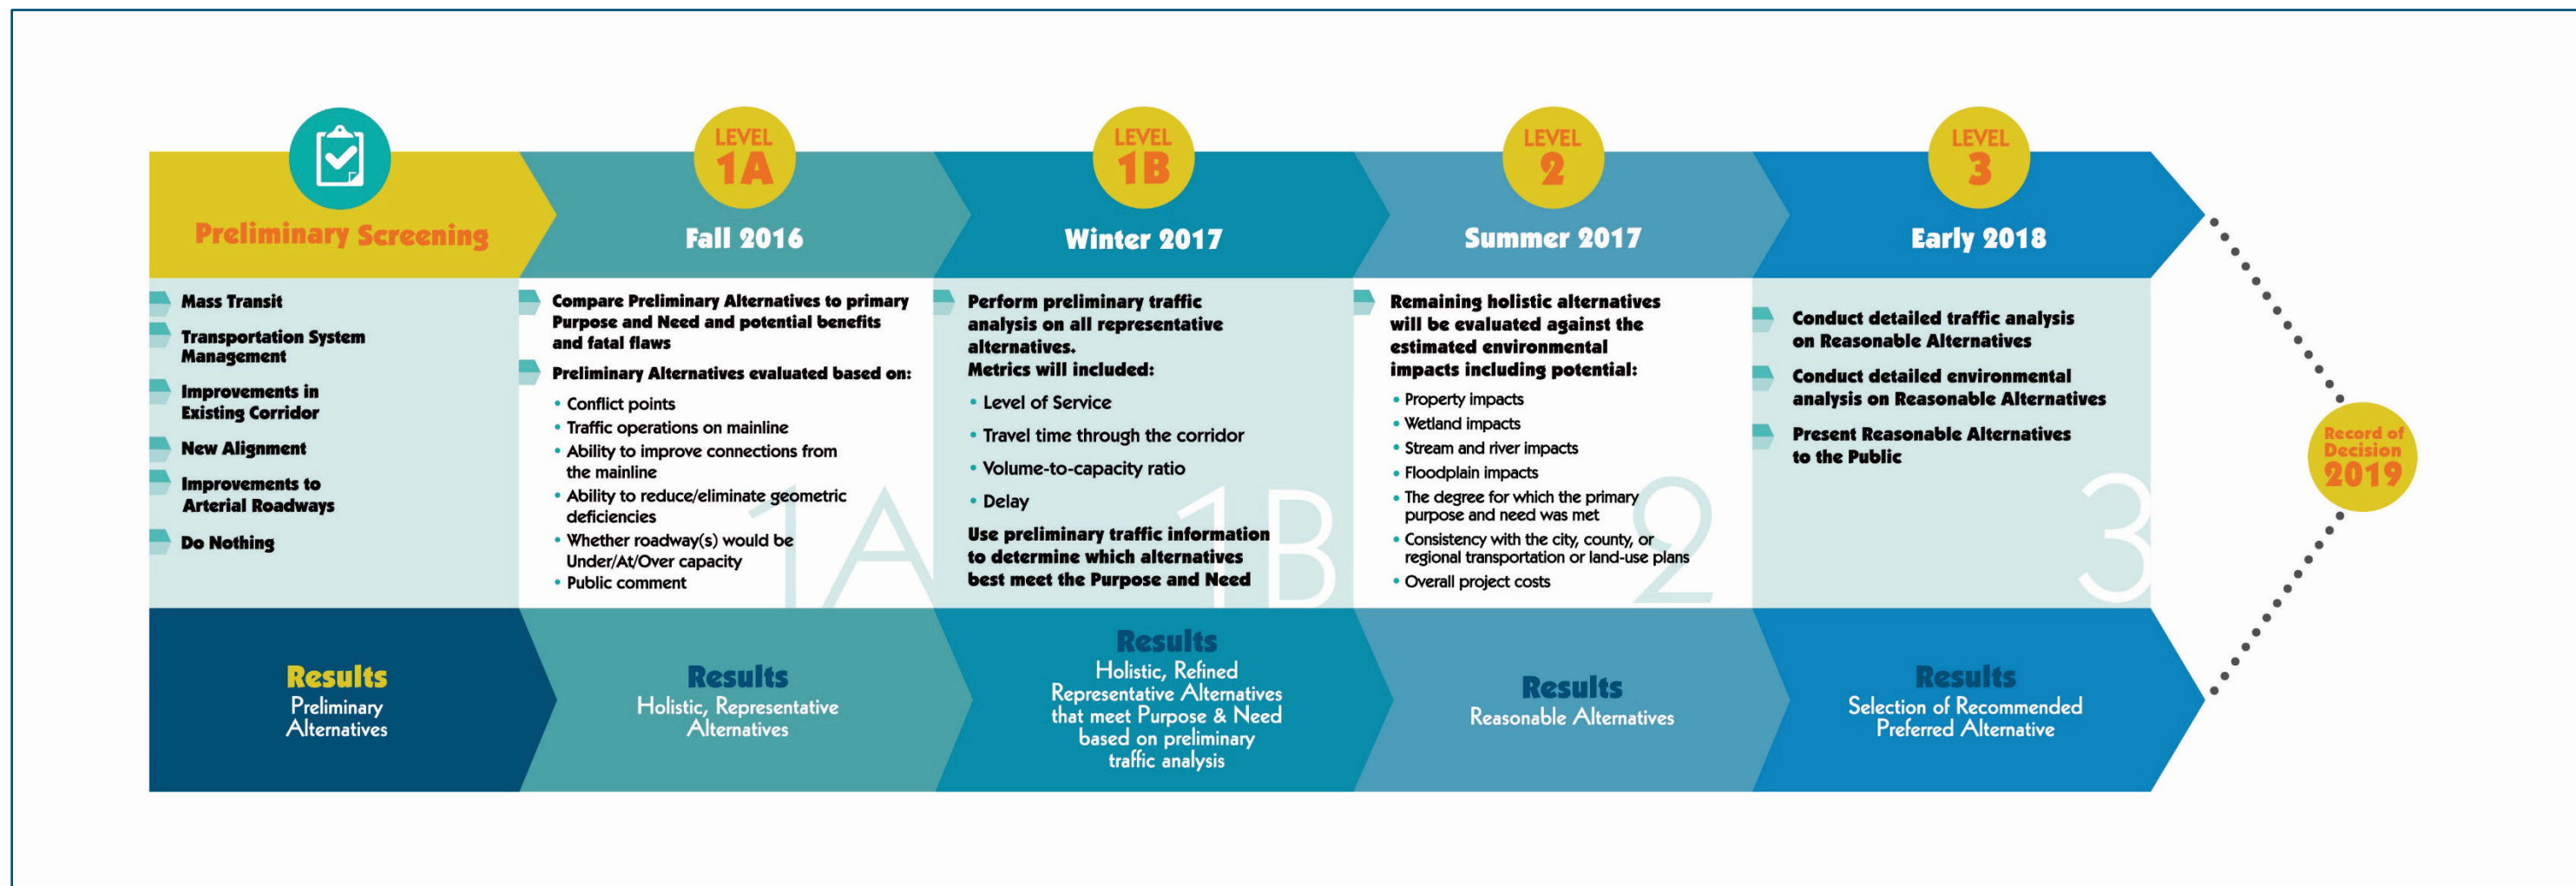 Preliminary Screening
Mass Transit
Transportation System
Management
Improvements in
Existing Corridor
New Alignment
Improvements to
Arterial Roadways
Do Nothing
Results
Preliminary
Alternatives
LEVEL
1A
Fall 2016
Compare Preliminary Alternatives to primary
Purpose and Need and potential benefits
and fatal flaws
Preliminary Alternatives evaluated based on:
• Conflict points
• Traffic operations on mainline
• Ability to improve connections from
the mainline
• Ability to reduce/eliminate geometric
deficiencies
• Whether roadway(s) would be
Under/At/Over capacity
• Public comment
1A
Results
Holistic, Representative
Alternatives
LEVEL
1B
Winter 2017
Perform preliminary traffic
analysis on all representative
alternatives.
Metrics will included:
• Level of Service
• Travel time through the corridor
• Volume-to-capacity ratio
• Delay
Use preliminary traffic information
to determine which alternatives
best meet the Purpose and Need
1B
Results
Holistic, Refined
Representative Alternatives
that meet Purpose & Need
based on preliminary
traffic analysis
LEVEL
2
Summer 2017
Remaining holistic alternatives
will be evaluated against the
estimated environmental
impacts including potential:
• Property impacts
• Wetland impacts
• Stream and river impacts
• Floodplain impacts
• The degree for which the primary
purpose and need was met
• Consistency with the city, county, or
regional transportation or land-use plans
• Overall project costs
2
Results
Reasonable Alternatives
LEVEL
3
Early 2018
Conduct detailed traffic analysis
on Reasonable Alternatives
Conduct detailed environmental
analysis on Reasonable Alternatives
Present Reasonable Alternatives
to the Public
3
Results
Selection of Recommended
Preferred Alternative
Record of
Decision
2019